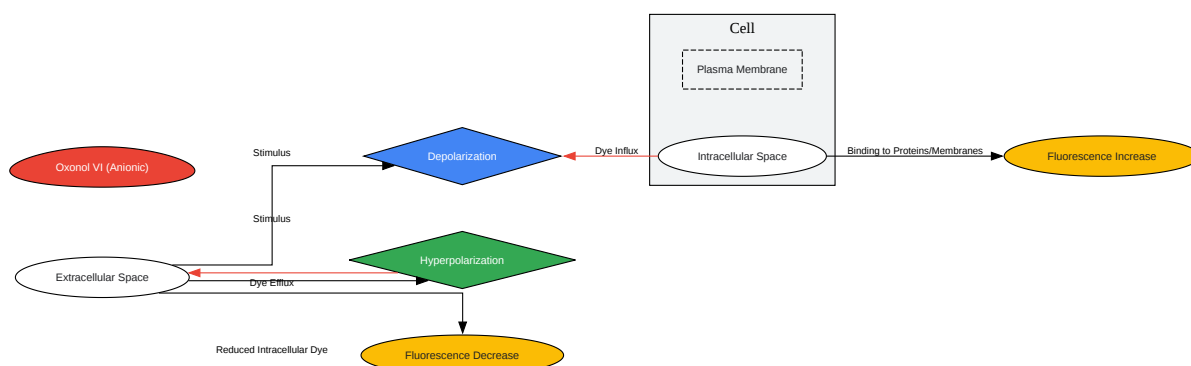 Cell
Plasma Membrane
Stimulus
Depolarization
Dye Influx
Intracellular Space
Binding to Proteins/Membranes
Fluorescence Increase
Oxonol VI (Anionic)
Stimulus
Hyperpolarization
Extracellular Space
Dye Efflux
Reduced Intracellular Dye
Fluorescence Decrease